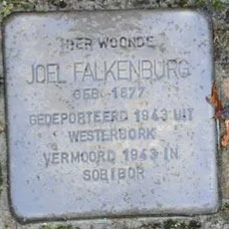 HIER WOONDE
JOEL FALKENBURG
GEB. 1877
GEDEPORTEERD 1943 UIT
WESTERBORK
VERMOORD 1943 IN
SOBIBOR